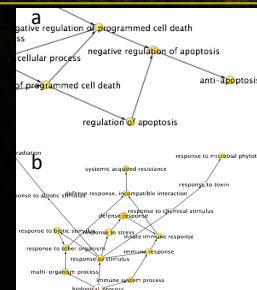 a
gative regulation of programmed cell death
ss
negative regulation of apoptosis
cellular process
anti-apoptosis
of programmed cell death
regulation of apoptosis
radiation
b
response to microbial phytot
systemic acquired resistance
response to toxin
onse to abiotic stimulus
defense response, incompatible interaction
response to chemical stimulus
defense response
response to biotic stimulus
response to stress
innate immune response
response to other organism
immune response
response to stimulus
multi-organism process
immune system process
biological process